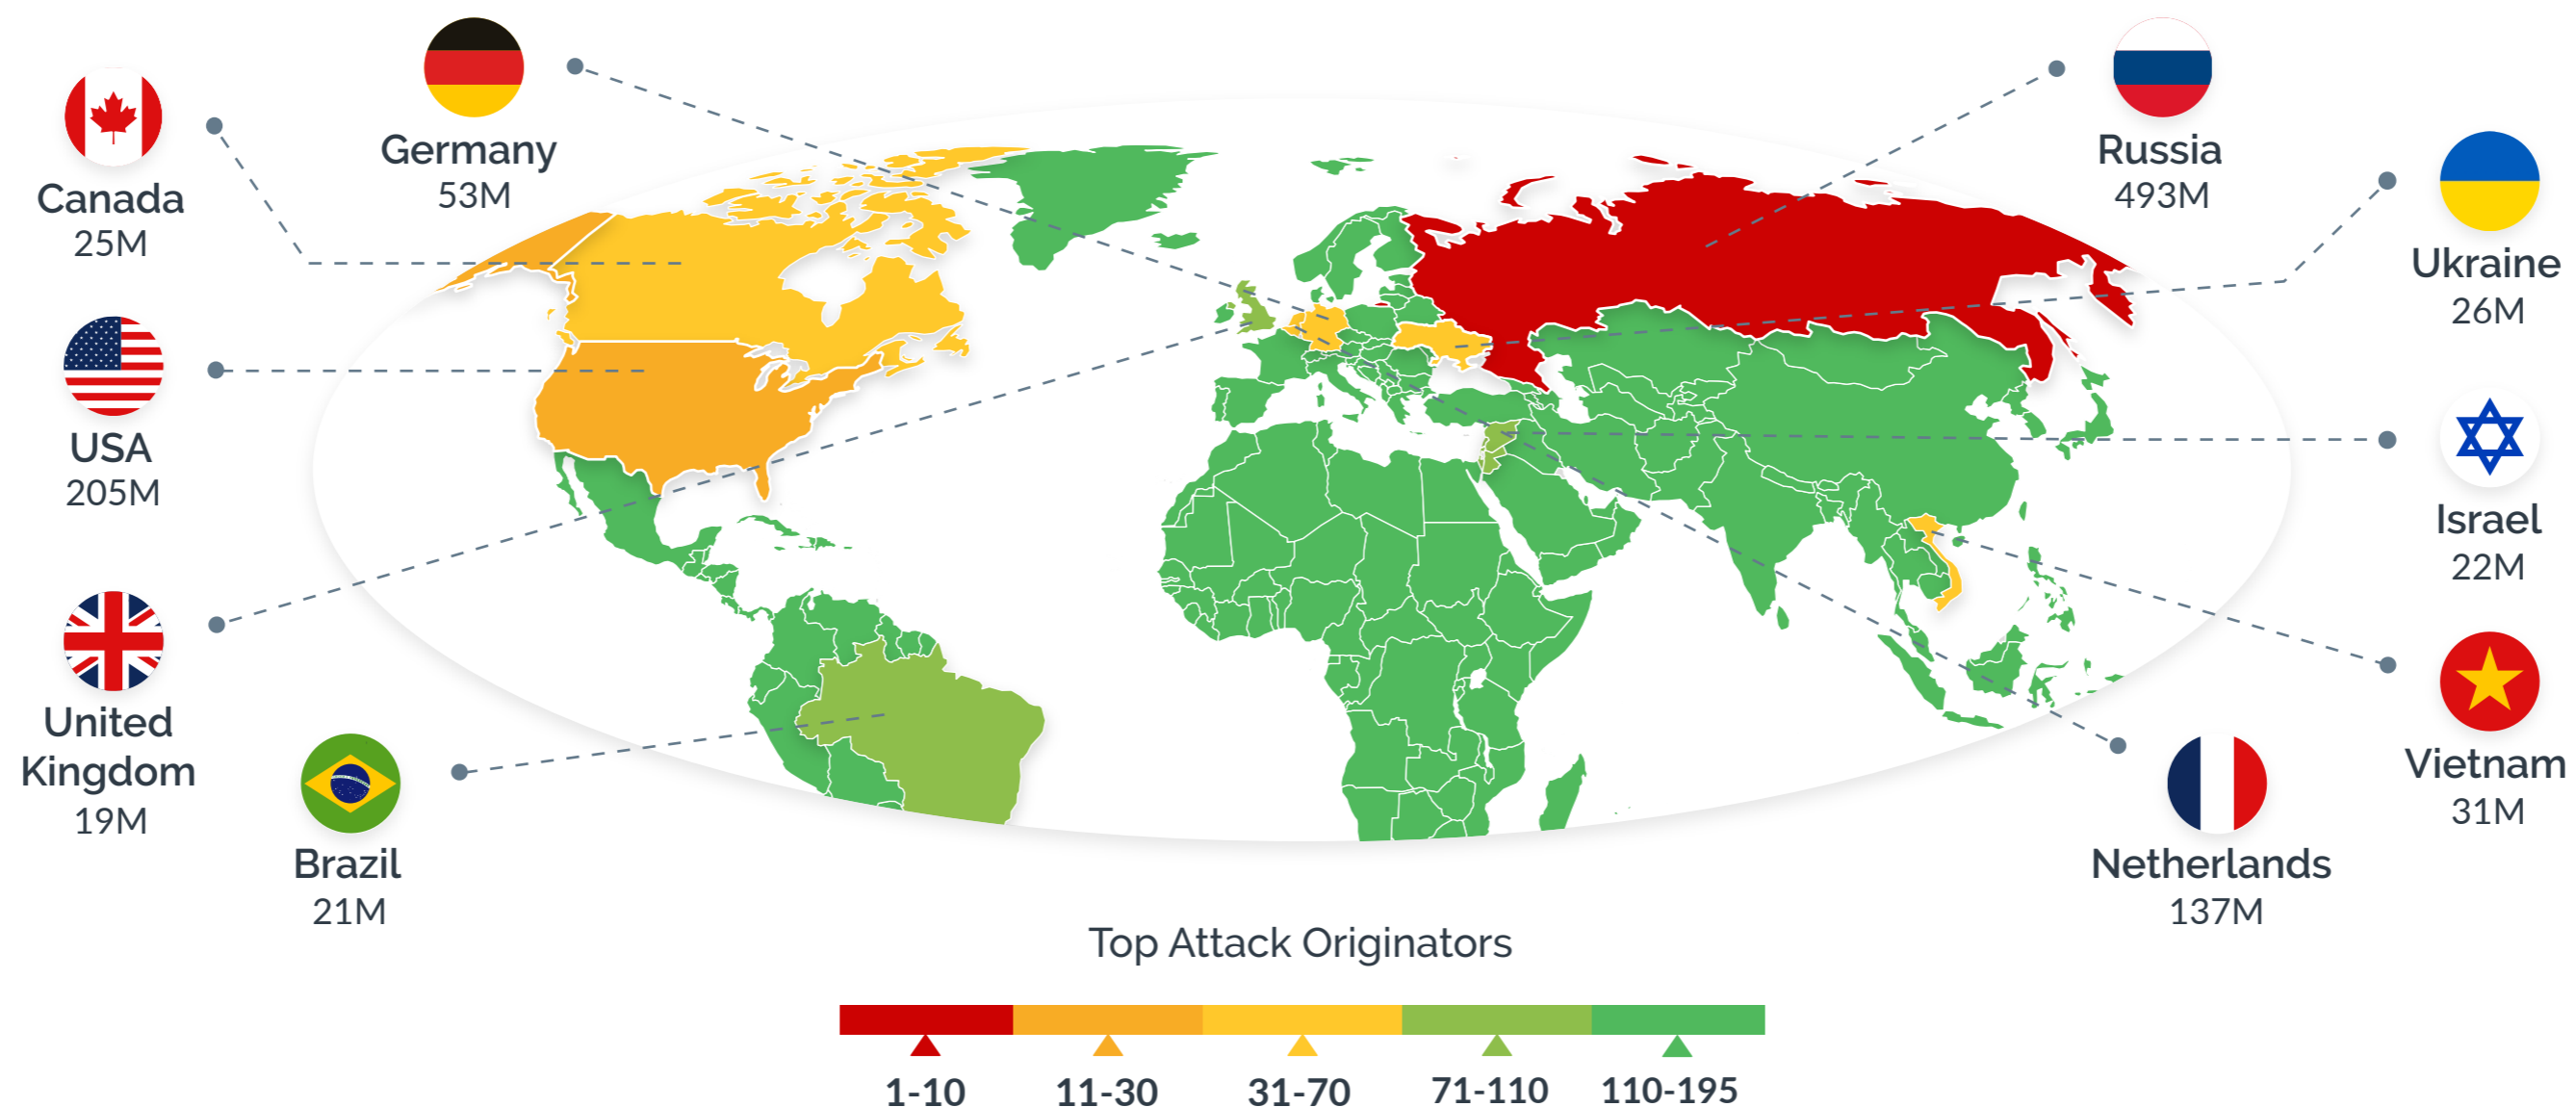 Germany
53M
Canada
25M
USA
205M
United
Kingdom
19M
Brazil
21M
Russia
493M
Ukraine
26M
Israel
22M
Vietnam
31M
Netherlands
137M
Top Attack Originators
1-10
11-30
31-70
71-110
110-195